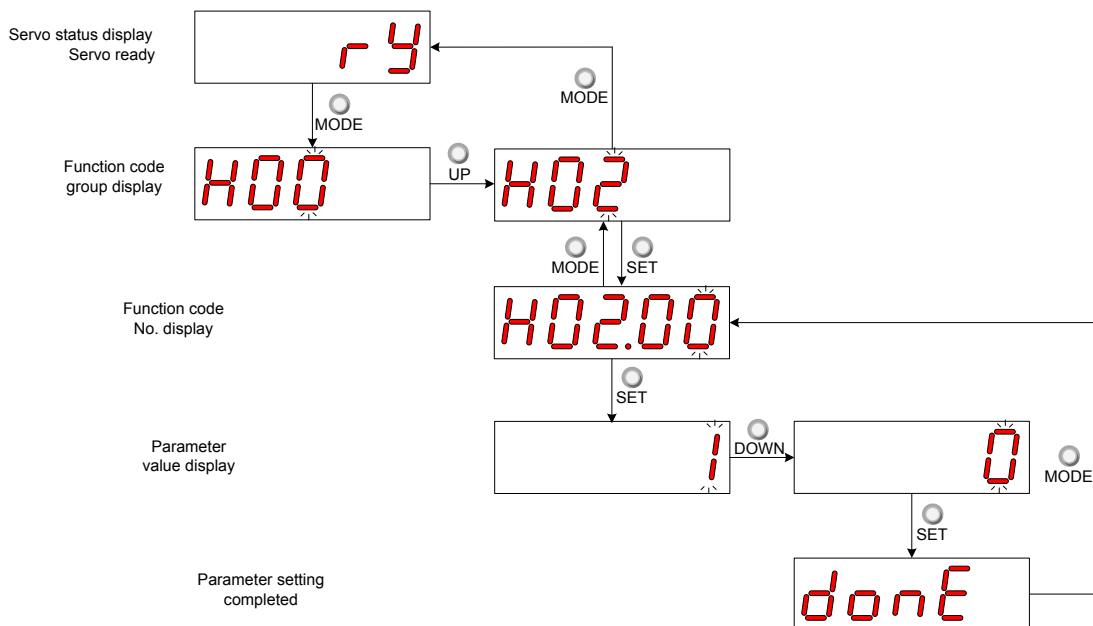 Servo status display
Servo ready
rY
MODE
MODE
Function code
group display
H00
UP
H02
MODE
SET
Function code
No. display
H02.00
SET
Parameter
value display
1
DOWN
0
MODE
SET
Parameter setting
completed
donE